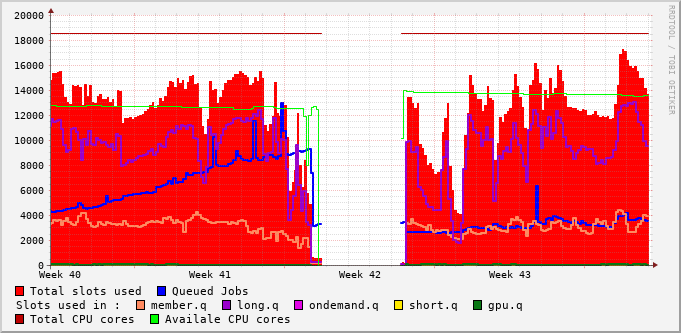 20000
18000
16000
14000
12000
10000
8000
6000
4000
2000
0
Week 40 Week 41 Week 42 Week 43
RRDTOOL / TOBI OETIKER
Total slots used Queued Jobs
Slots used in : member.q long.q ondemand.q short.q gpu.q
Total CPU cores Availale CPU cores